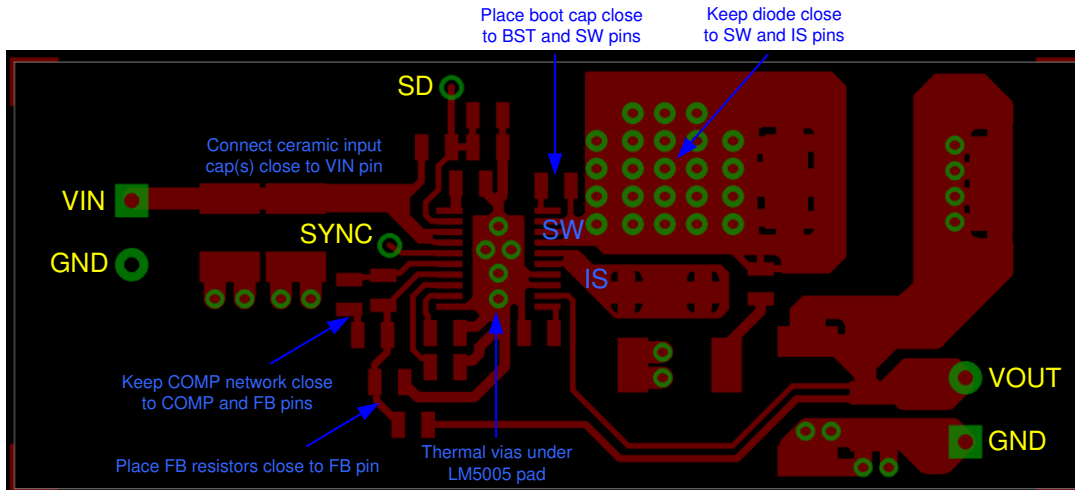 Place boot cap close
to BST and SW pins
Keep diode close
to SW and IS pins
SD
Connect ceramic input
cap(s) close to VIN pin
VIN
SYNC
SW
GND
IS
Keep COMP network close
to COMP and FB pins
VOUT
GND
Place FB resistors close to FB pin
Thermal vias under
LM5005 pad